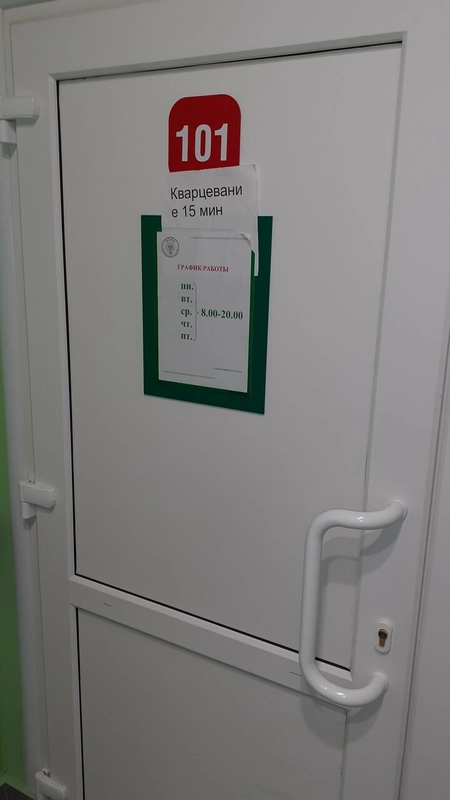 101
Кварцевани
е 15 мин
ГРАФИК РАБОТЫ
пн.
вт.
ср. 8.00-20.00
чт.
пт.